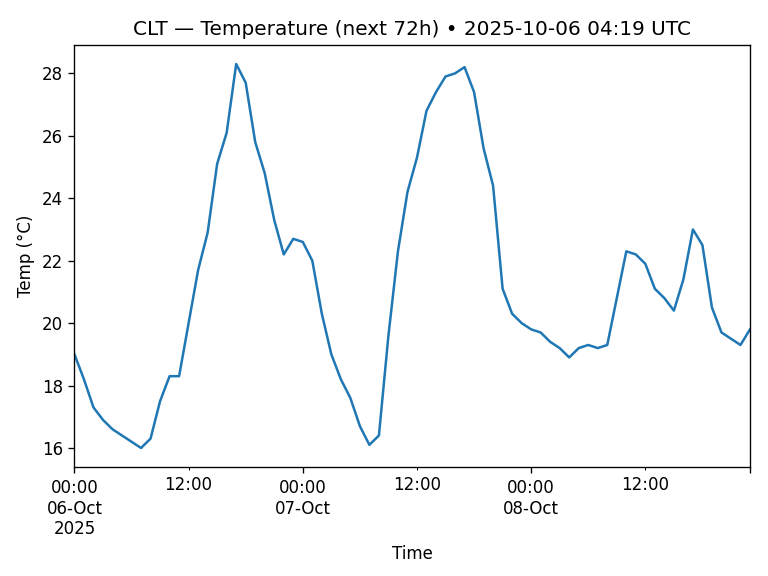 CLT — Temperature (next 72h) • 2025-10-06 04:19 UTC
28
26
24
22
20
18
16
Temp (°C)
00:00 12:00 00:00 12:00 00:00 12:00
06-Oct 07-Oct 08-Oct
2025
Time